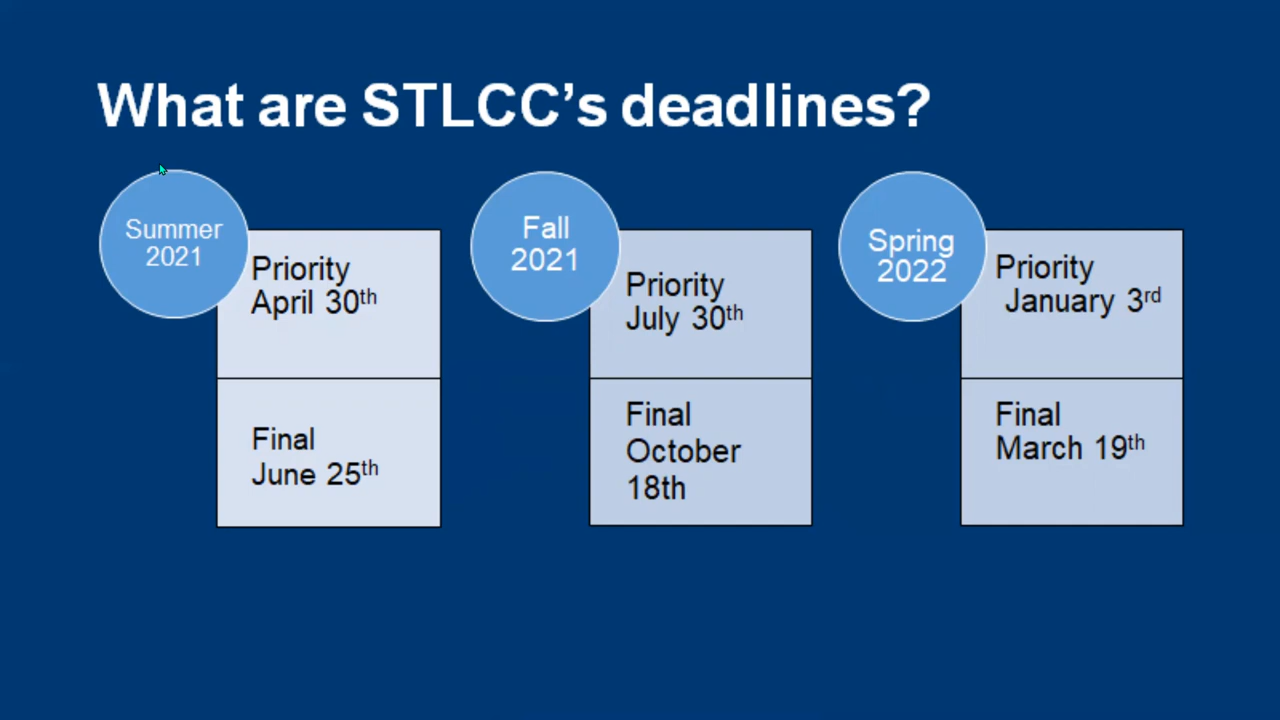 What are STLCC’s deadlines?
Summer
2021
Priority
April 30th
Final
June 25th
Fall
2021
Priority
July 30th
Final
October
18th
Spring
2022
Priority
January 3rd
Final
March 19th